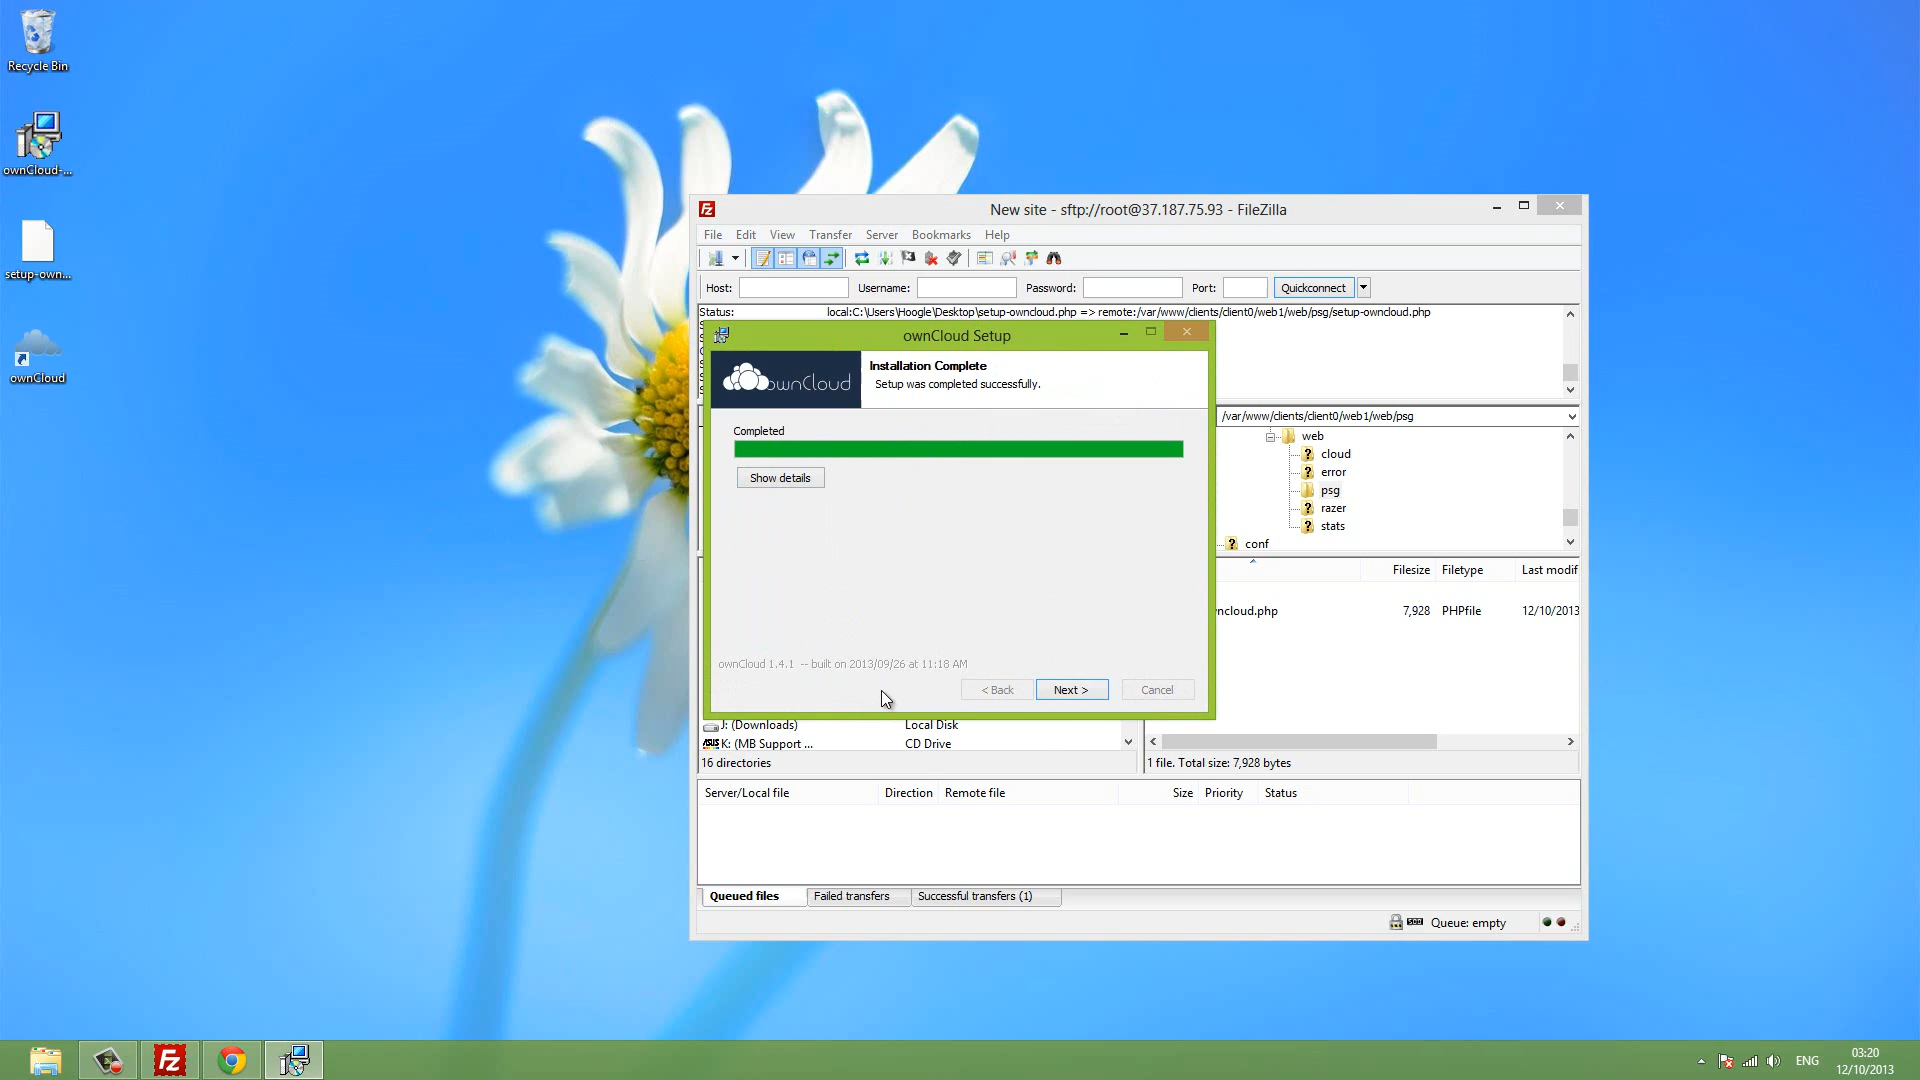 Recycle Bin
ownCloud-...
setup-own...
ownCloud
New site - sftp://root@37.187.75.93 - FileZilla
File Edit View Transfer Server Bookmarks Help
Host: Username: Password: Port: Quickconnect
Status: local:C:\Users\Hoogle\Desktop\setup-owncloud.php => remote:/var/www/clients/client0/web1/web/psg/setup-owncloud.php
ownCloud Setup
ownCloud
Installation Complete
Setup was completed successfully.
Completed
Show details
ownCloud 1.4.1 -- built on 2013/09/26 at 11:18 AM
< Back Next > Cancel
/var/www/clients/client0/web1/web/psg
web
cloud
error
psg
razer
stats
conf
Filesize Filetype Last modif
ncloud.php 7,928 PHPfile 12/10/2013
J: (Downloads) Local Disk
K: (MB Support ... CD Drive
16 directories
1 file. Total size: 7,928 bytes
Server/Local file Direction Remote file Size Priority Status
Queued files Failed transfers Successful transfers (1)
Queue: empty
ENG
03:20
12/10/2013